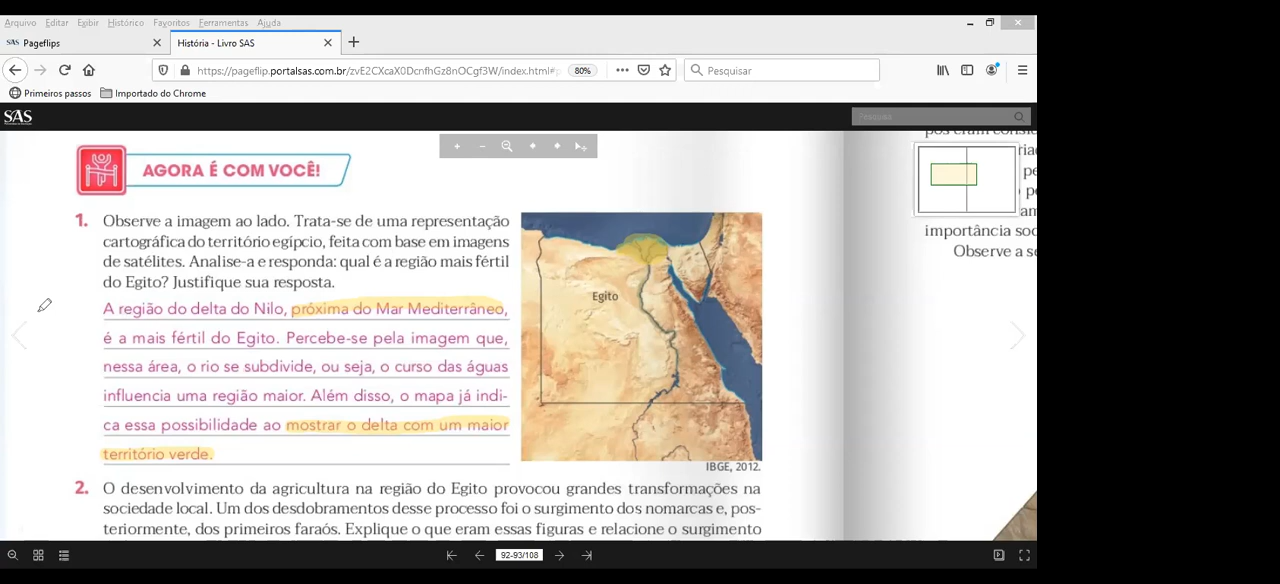 Arquivo Editar Exibir Histórico Favoritos Ferramentas Ajuda
SAS Pageflips
História - Livro SAS
https://pageflip.portalsas.com.br/zvE2CXcaX0DcnfhGz8nOCgf3W/index.html#p
80%
Pesquisar
Primeiros passos Importado do Chrome
SAS
Pesquisa
AGORA É COM VOCÊ!
1. Observe a imagem ao lado. Trata-se de uma representação
cartográfica do território egípcio, feita com base em imagens
de satélites. Analise-a e responda: qual é a região mais fértil
do Egito? Justifique sua resposta.
A região do delta do Nilo, próxima do Mar Mediterrâneo,
é a mais fértil do Egito. Percebe-se pela imagem que,
nessa área, o rio se subdivide, ou seja, o curso das águas
influencia uma região maior. Além disso, o mapa já indi-
ca essa possibilidade ao mostrar o delta com um maior
território verde.
Egito
IBGE, 2012.
2. O desenvolvimento da agricultura na região do Egito provocou grandes transformações na
sociedade local. Um dos desdobramentos desse processo foi o surgimento dos nomarcas e, pos-
teriormente, dos primeiros faraós. Explique o que eram essas figuras e relacione o surgimento
importância soc
Observe a se
92-93/108